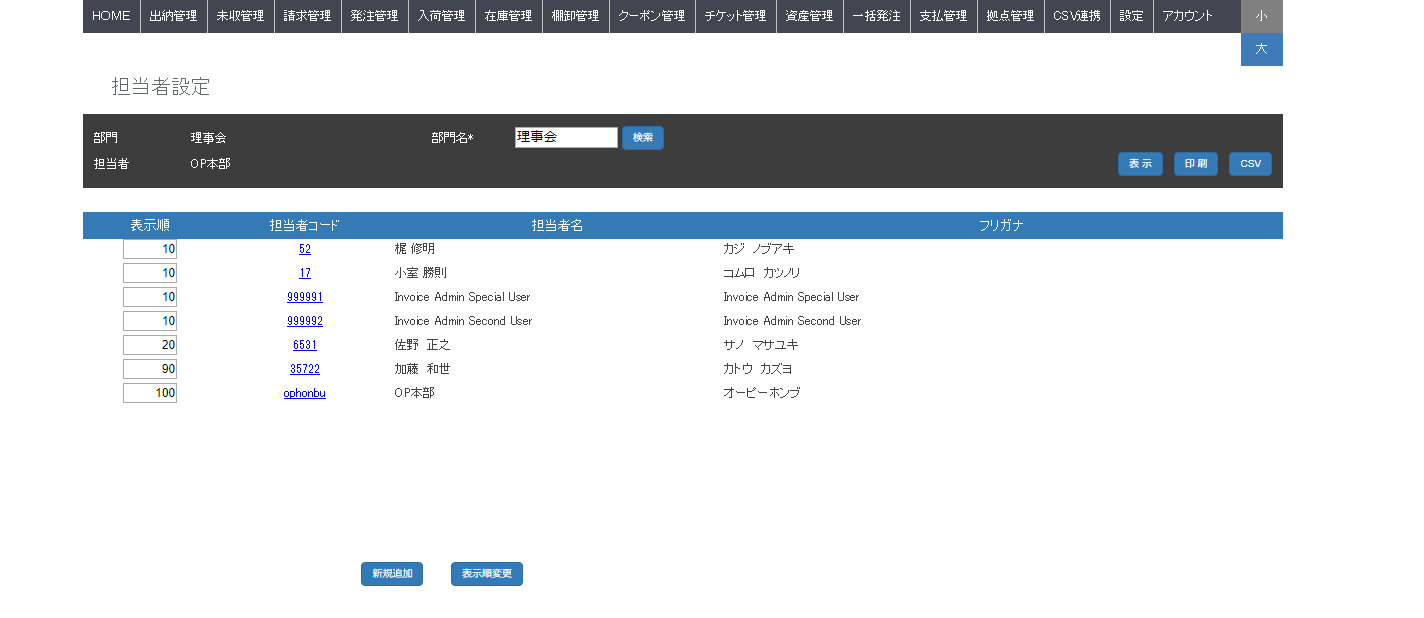 HOME 出納管理 未収管理 請求管理 発注管理 入荷管理 在庫管理 棚卸管理 クーポン管理 チケット管理 資産管理 一括発注 支払管理 拠点管理 CSV連携 設定 アカウント 小
大
担当者設定
部門 理事会 部門名* 理事会 検索
担当者 OP本部 表示 印刷 CSV
表示順 担当者コード 担当者名 フリガナ
10 52 梶 修明 カジ ノブアキ
10 17 小室 勝則 コムロ カツノリ
10 999991 Invoice Admin Special User Invoice Admin Special User
10 999992 Invoice Admin Second User Invoice Admin Second User
20 6531 佐野 正之 サノ マサユキ
90 35722 加藤 和世 カトウ カズヨ
100 ophonbu OP本部 オーピーホンブ
新規追加 表示順変更